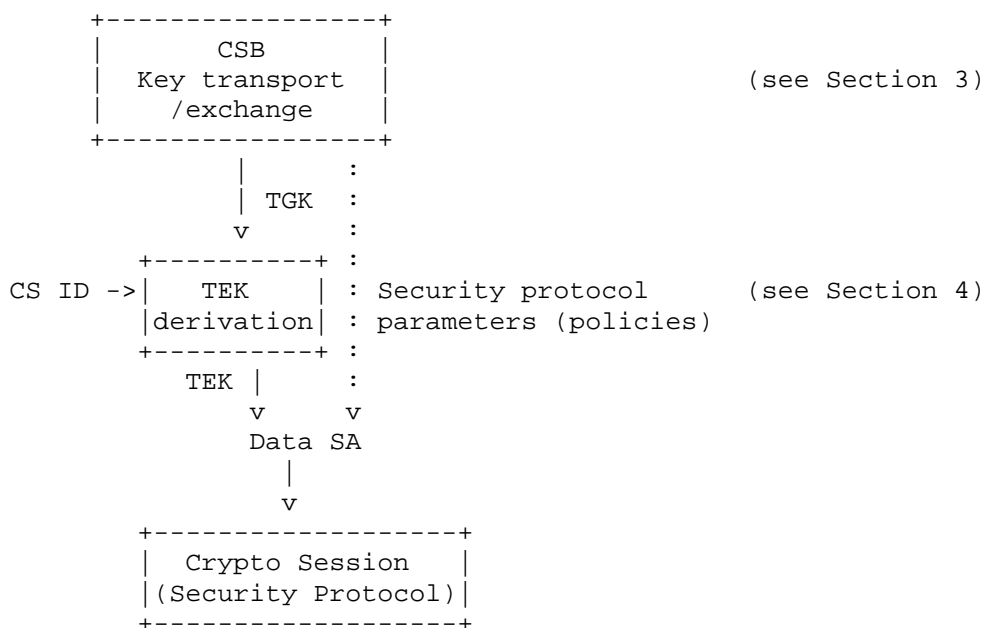 CSB
Key transport (see Section 3)
/exchange
TGK
CS ID -> TEK Security protocol (see Section 4)
derivation parameters (policies)
TEK
v v
Data SA
v
Crypto Session
(Security Protocol)